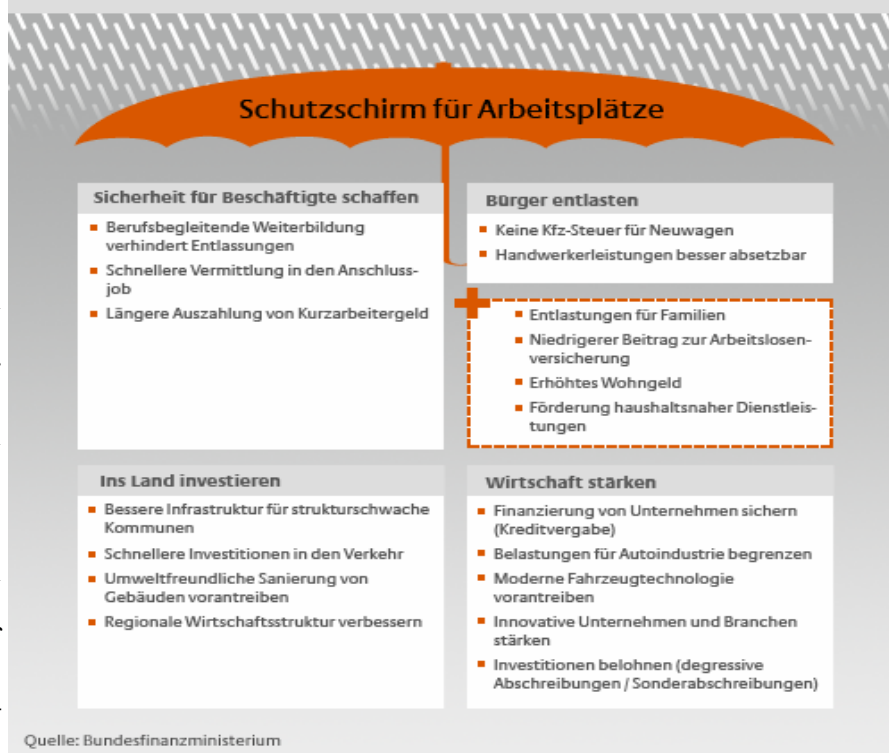 Schutzschirm für Arbeitsplätze
Sicherheit für Beschäftigte schaffen
Berufsbegleitende Weiterbildung
verhindert Entlassungen
Schnellere Vermittlung in den Anschluss-
job
Längere Auszahlung von Kurzarbeitergeld
Bürger entlasten
Keine Kfz-Steuer für Neuwagen
Handwerkerleistungen besser absetzbar
Entlastungen für Familien
Niedrigerer Beitrag zur Arbeitslosen-
versicherung
Erhöhtes Wohngeld
Förderung haushaltsnaher Dienstleis-
tungen
Ins Land investieren
Bessere Infrastruktur für strukturschwache
Kommunen
Schnellere Investitionen in den Verkehr
Umweltfreundliche Sanierung von
Gebäuden vorantreiben
Regionale Wirtschaftsstruktur verbessern
Wirtschaft stärken
Finanzierung von Unternehmen sichern
(Kreditvergabe)
Belastungen für Autoindustrie begrenzen
Moderne Fahrzeugtechnologie
vorantreiben
Innovative Unternehmen und Branchen
stärken
Investitionen belohnen (degressive
Abschreibungen / Sonderabschreibungen)
Quelle: Bundesfinanzministerium